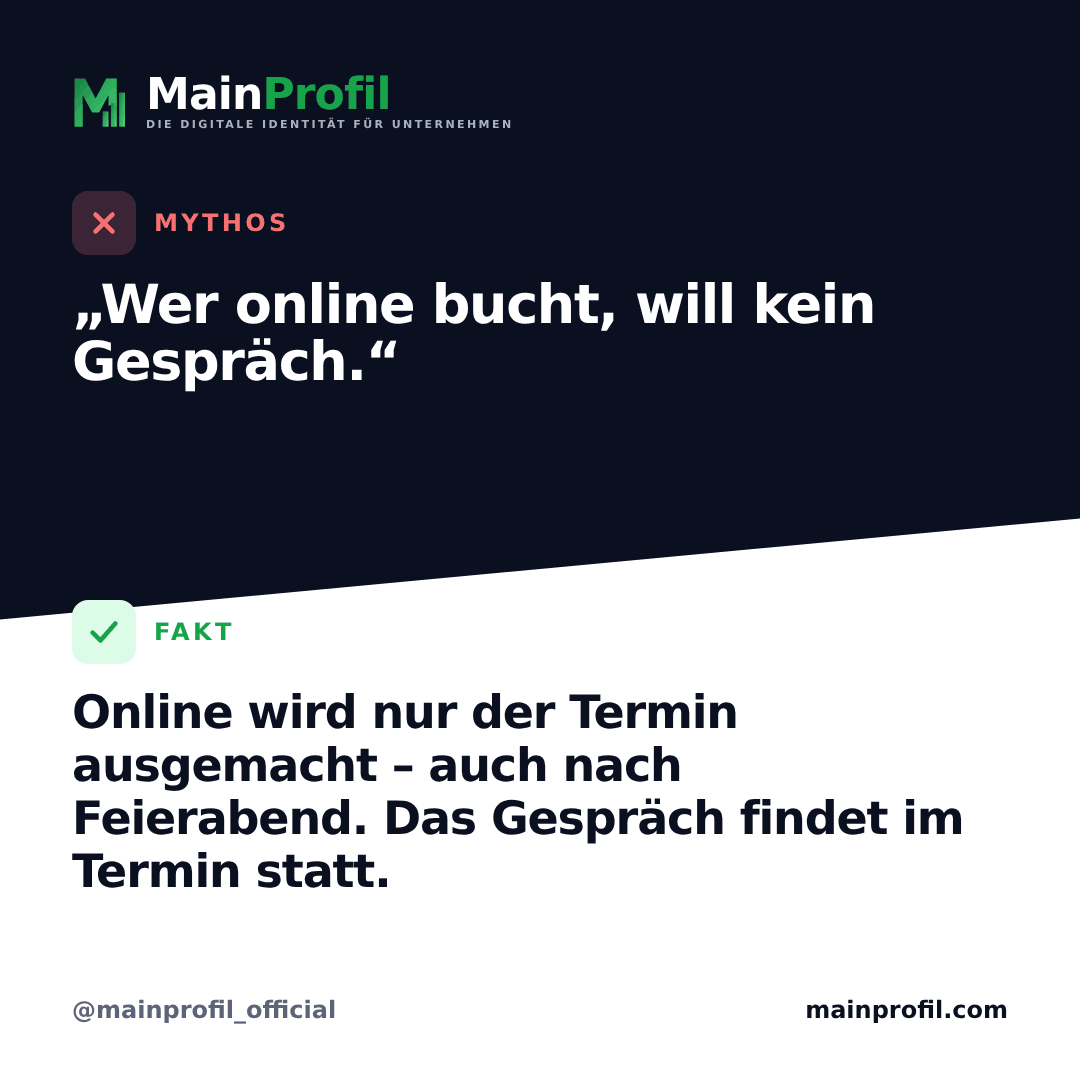 MainProfil
DIE DIGITALE IDENTITÄT FÜR UNTERNEHMEN
MYTHOS
„Wer online bucht, will kein
Gespräch.“
FAKT
Online wird nur der Termin
ausgemacht – auch nach
Feierabend. Das Gespräch findet im
Termin statt.
@mainprofil_official
mainprofil.com